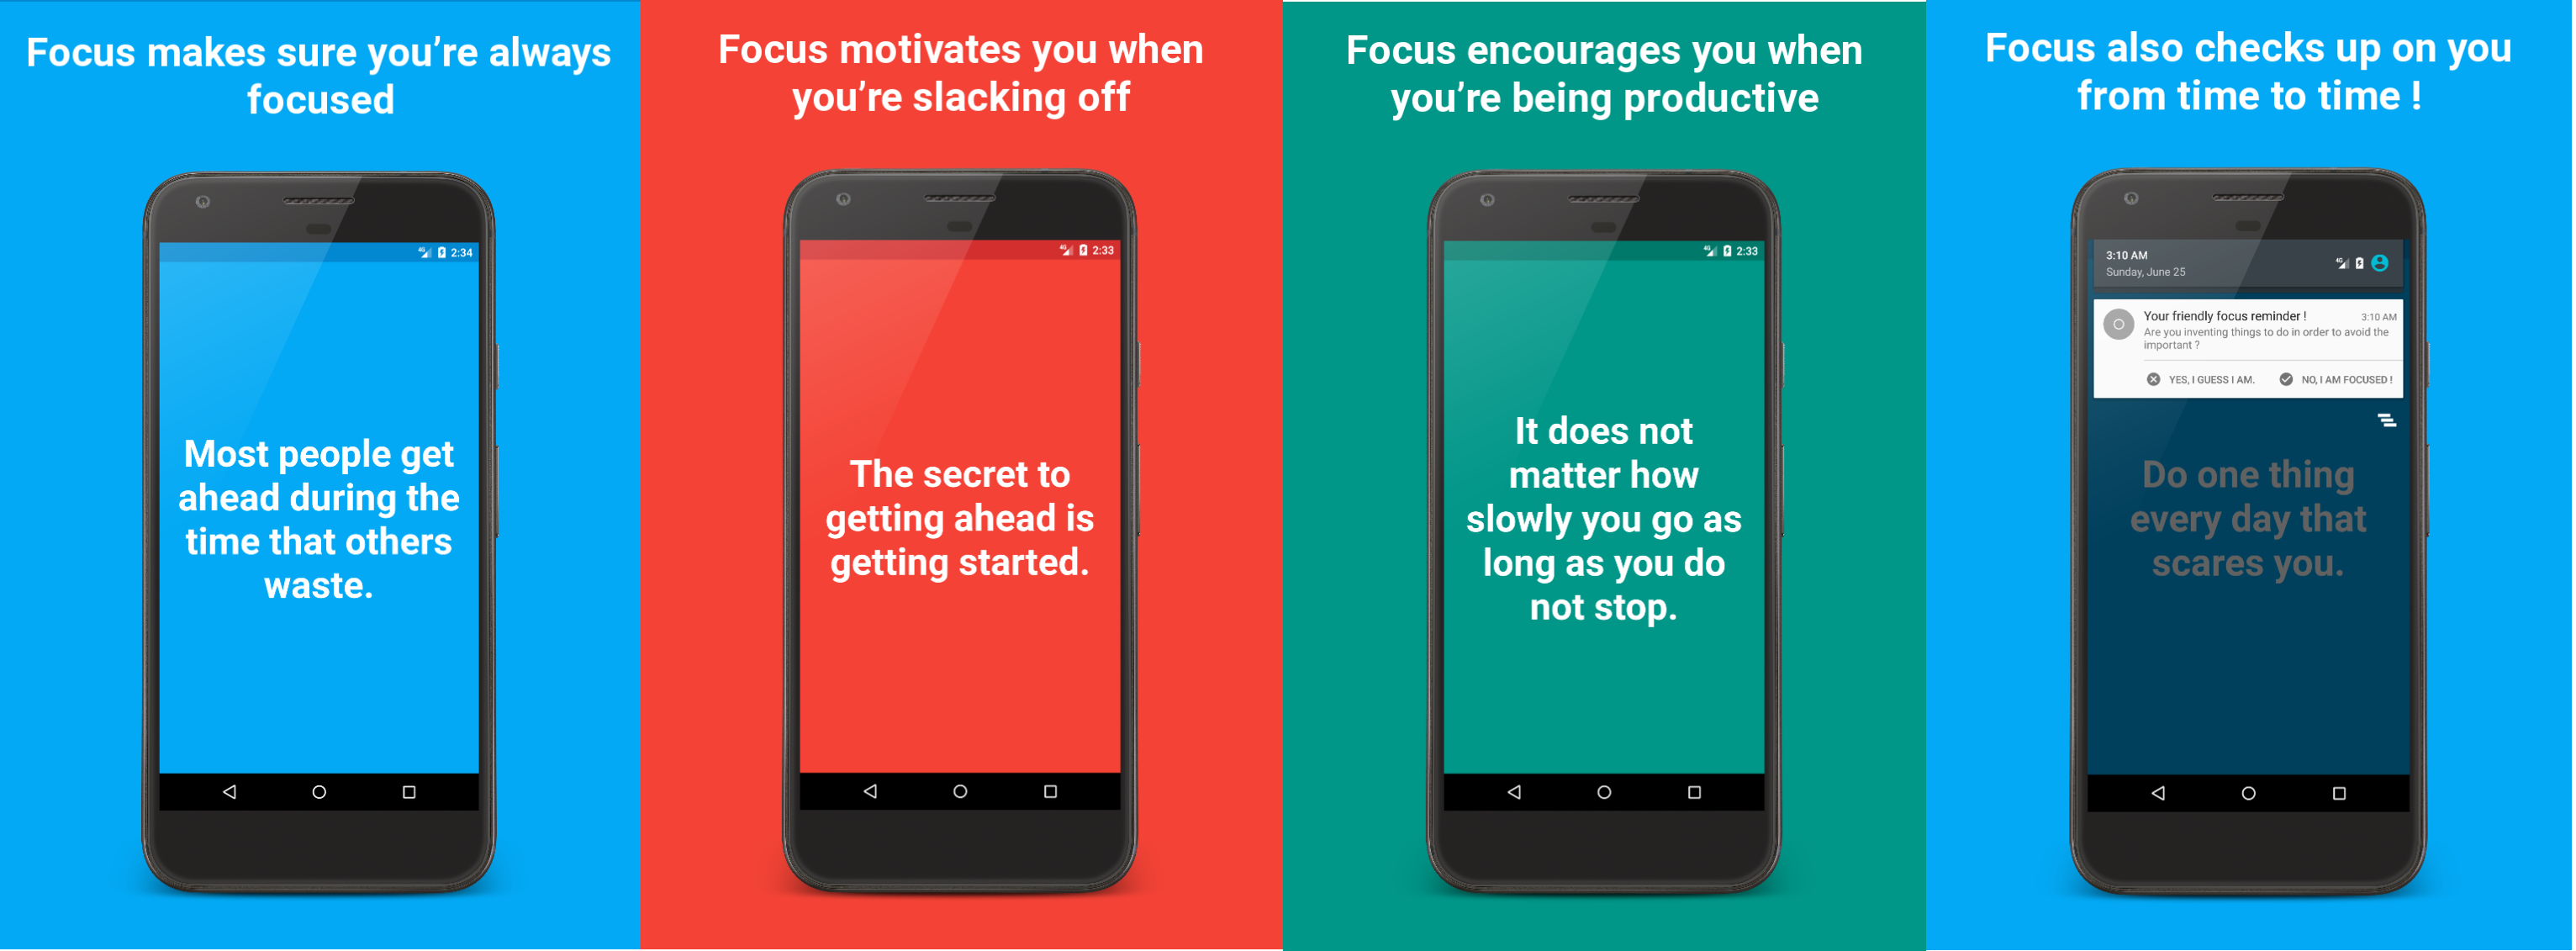 Focus makes sure you’re always
focused
4G 2:34
Most people get
ahead during the
time that others
waste.
Focus motivates you when
you’re slacking off
4G 2:33
The secret to
getting ahead is
getting started.
Focus encourages you when
you’re being productive
4G 2:33
It does not
matter how
slowly you go as
long as you do
not stop.
Focus also checks up on you
from time to time !
3:10 AM
Sunday, June 25
4G
Your friendly focus reminder !
3:10 AM
Are you inventing things to do in order to avoid the
important ?
YES, I GUESS I AM.
NO, I AM FOCUSED !
Do one thing
every day that
scares you.